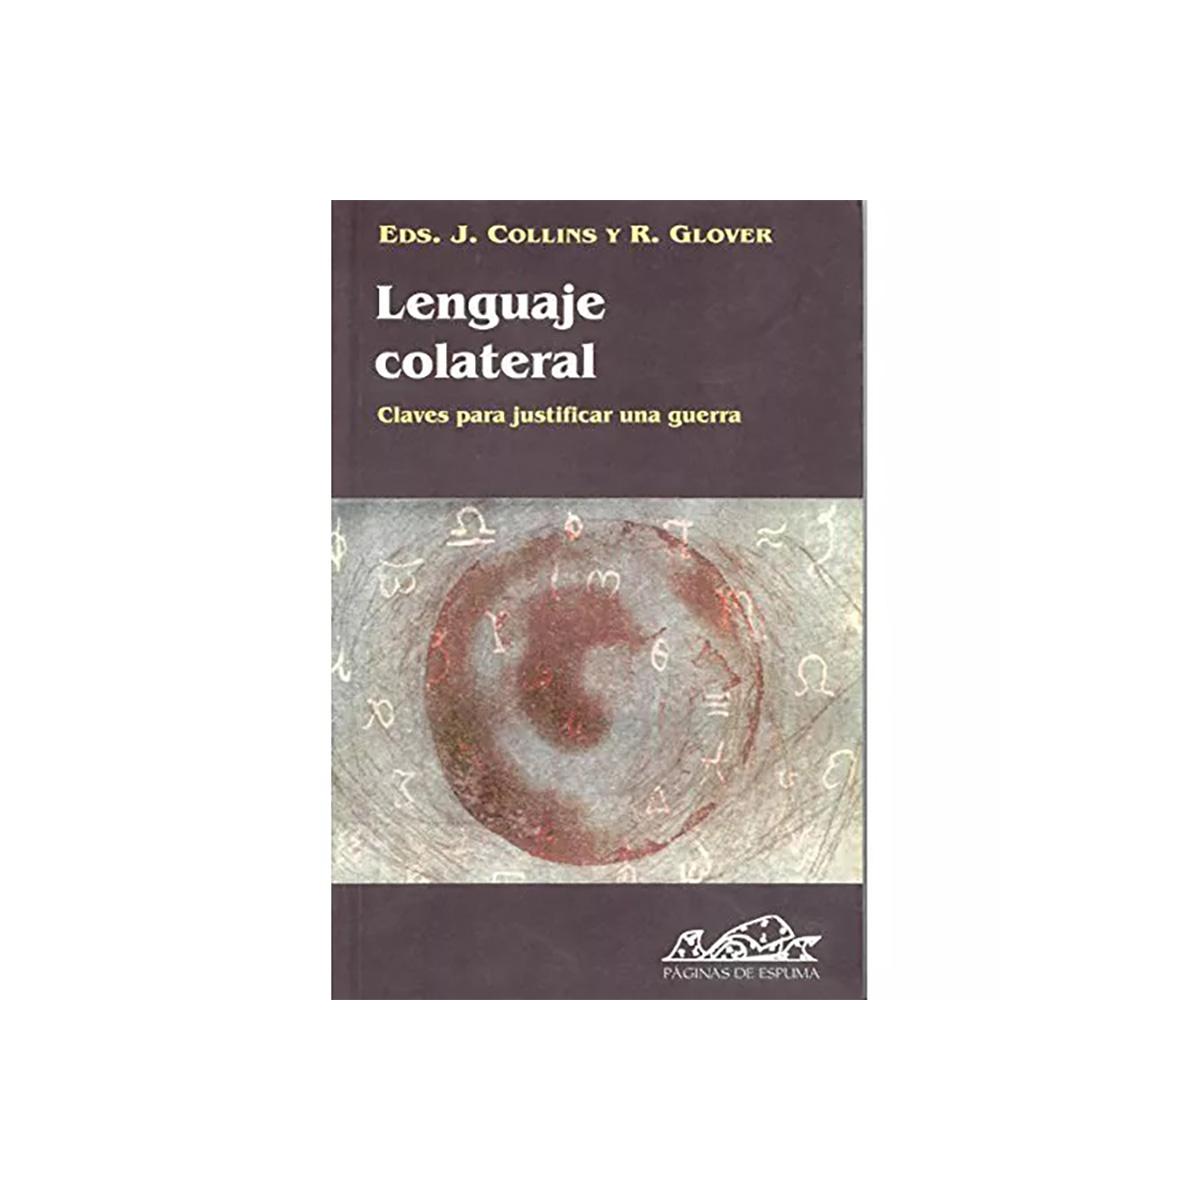 EDS. J. COLLINS Y R. GLOVER
Lenguaje
colateral
Claves para justificar una guerra
PÁGINAS DE ESPUMA